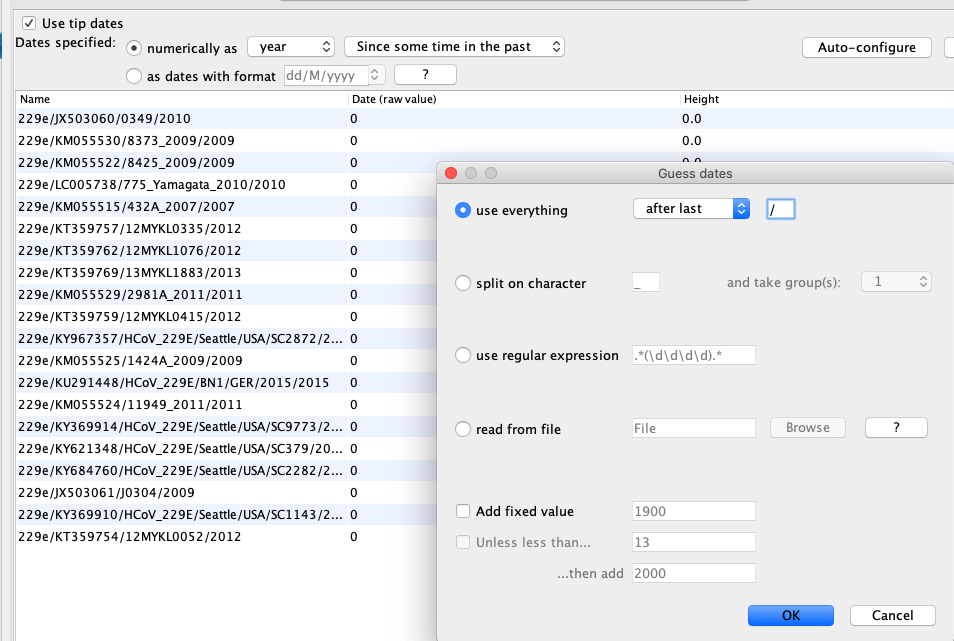 Use tip dates
Dates specified: numerically as year Since some time in the past Auto-configure
as dates with format dd/M/yyyy ?
Name Date (raw value) Height
229e/JX503060/0349/2010 0 0.0
229e/KM055530/8373_2009/2009 0 0.0
229e/KM055522/8425_2009/2009 0 0.0
229e/LC005738/775_Yamagata_2010/2010 0
229e/KM055515/432A_2007/2007 0
229e/KT359757/12MYKL0335/2012 0
229e/KT359762/12MYKL1076/2012 0
229e/KT359769/13MYKL1883/2013 0
229e/KM055529/2981A_2011/2011 0
229e/KT359759/12MYKL0415/2012 0
229e/KY967357/HCoV_229E/Seattle/USA/SC2872/2... 0
229e/KM055525/1424A_2009/2009 0
229e/KU291448/HCoV_229E/BN1/GER/2015/2015 0
229e/KM055524/11949_2011/2011 0
229e/KY369914/HCoV_229E/Seattle/USA/SC9773/2... 0
229e/KY621348/HCoV_229E/Seattle/USA/SC379/20... 0
229e/KY684760/HCoV_229E/Seattle/USA/SC2282/2... 0
229e/JX503061/J0304/2009 0
229e/KY369910/HCoV_229E/Seattle/USA/SC1143/2... 0
229e/KT359754/12MYKL0052/2012 0
Guess dates
use everything after last /
split on character _ and take group(s): 1
use regular expression .*(\d\d\d\d).*
read from file File Browse ?
Add fixed value 1900
Unless less than... 13
...then add 2000
OK Cancel